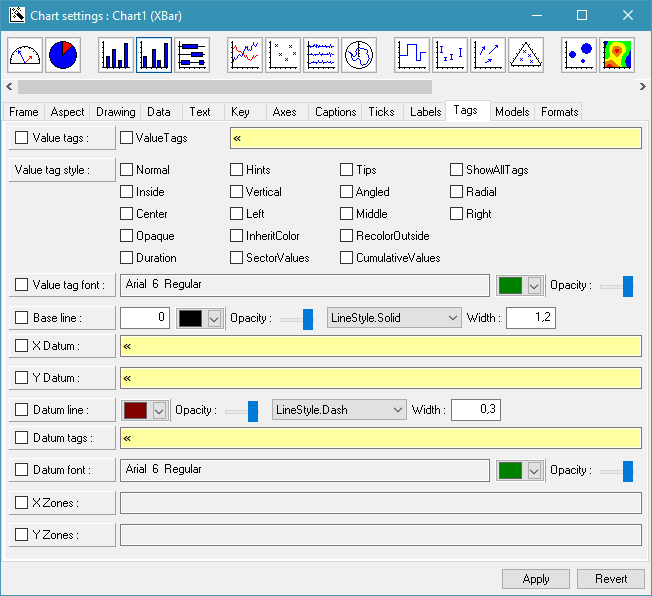 Chart settings : Chart1 (XBar)
Frame Aspect Drawing Data Text Key Axes Captions Ticks Labels Tags Models Formats
Value tags : ValueTags «
Value tag style : Normal Hints Tips ShowAllTags
Inside Vertical Angled Radial
Center Left Middle Right
Opaque InheritColor RecolorOutside
Duration SectorValues CumulativeValues
Value tag font : Arial 6 Regular Opacity :
Base line : 0 Opacity : LineStyle.Solid Width : 1,2
X Datum : «
Y Datum : «
Datum line : Opacity : LineStyle.Dash Width : 0,3
Datum tags : «
Datum font : Arial 6 Regular Opacity :
X Zones :
Y Zones :
Apply Revert